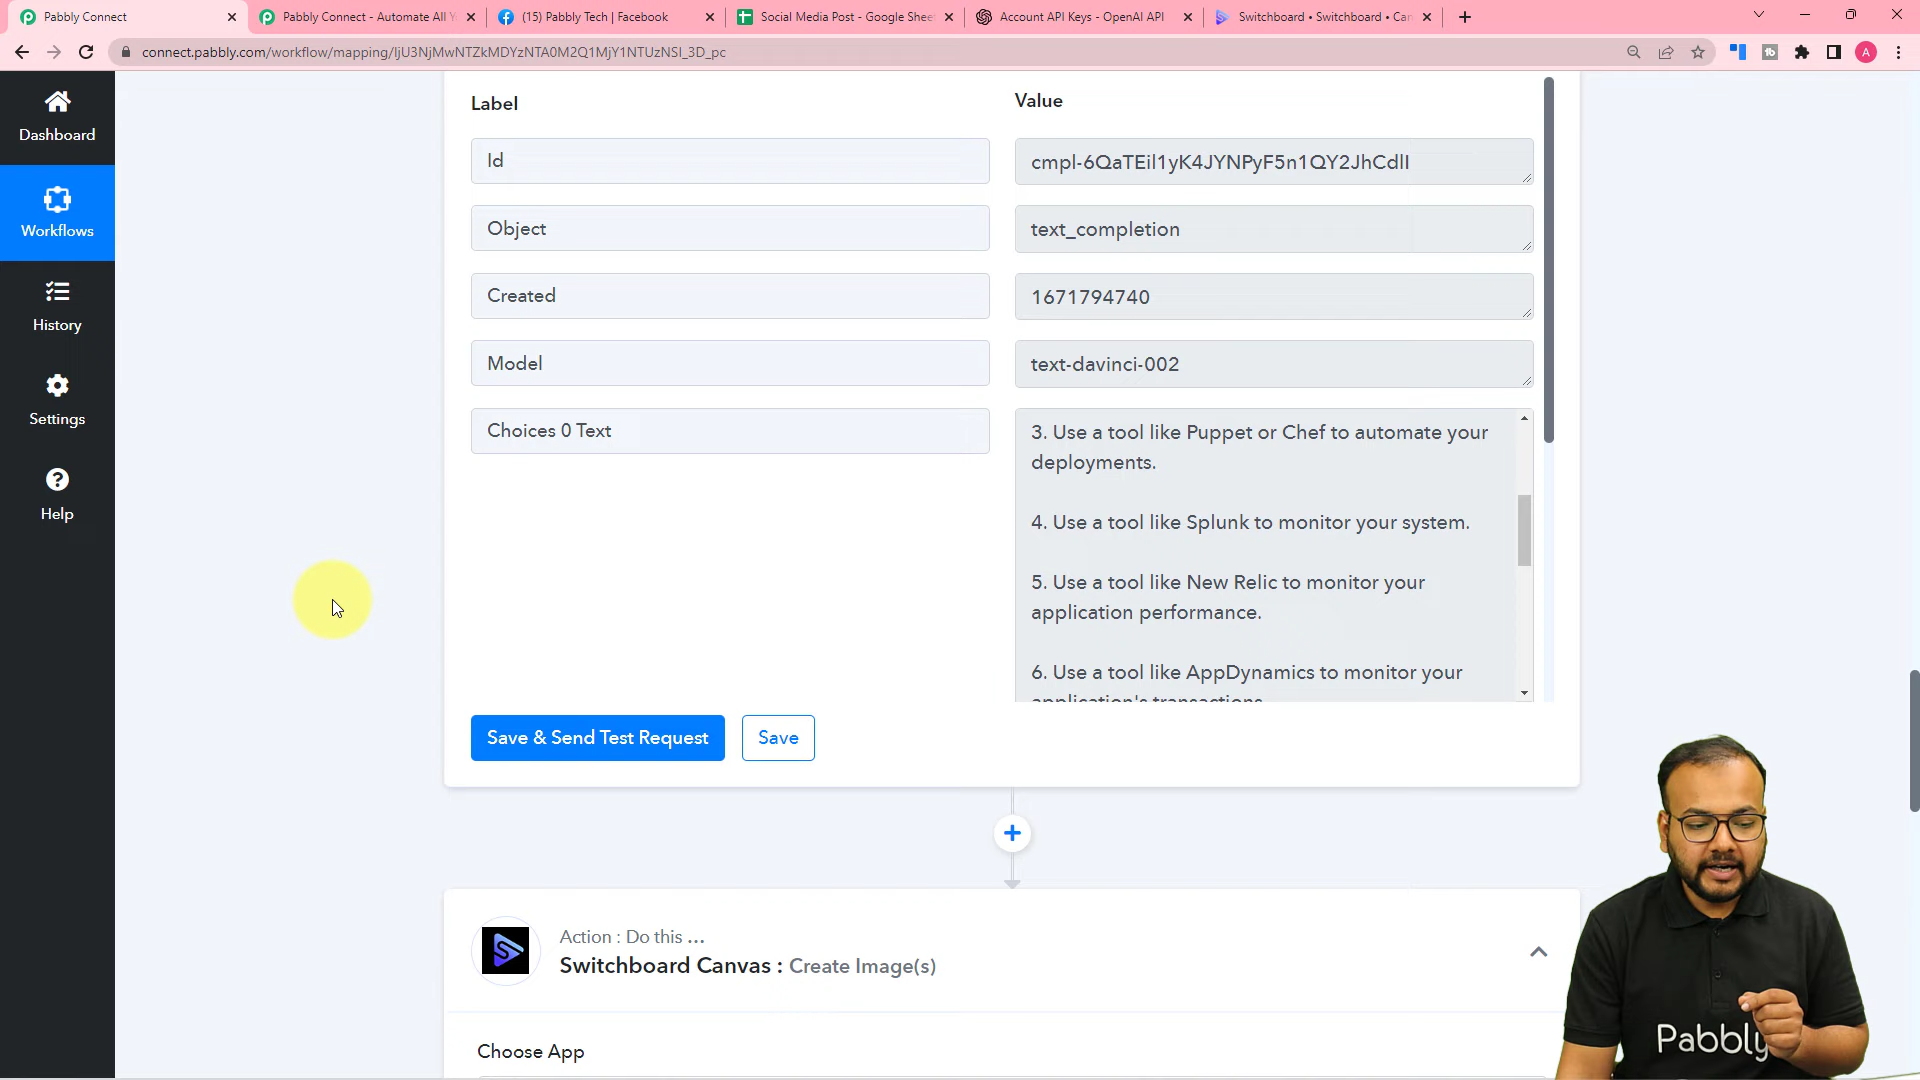 Pabbly Connect
Pabbly Connect - Automate All Y
(15) Pabbly Tech | Facebook
Social Media Post - Google Shee
Account API Keys - OpenAI API
Switchboard • Switchboard • Can
connect.pabbly.com/workflow/mapping/IjU3NjMwNTZkMDYzNTA0M2Q1MjY1NTUzNSI_3D_pc
A
Dashboard
Workflows
History
Settings
Help
Label
Value
Id
cmpl-6QaTEil1yK4JYNPyF5n1QY2JhCdlI
Object
text_completion
Created
1671794740
Model
text-davinci-002
Choices 0 Text
3. Use a tool like Puppet or Chef to automate your
deployments.
4. Use a tool like Splunk to monitor your system.
5. Use a tool like New Relic to monitor your
application performance.
6. Use a tool like AppDynamics to monitor your
application's transactions.
Save & Send Test Request
Save
Action : Do this ...
Switchboard Canvas : Create Image(s)
Choose App
Pabbly